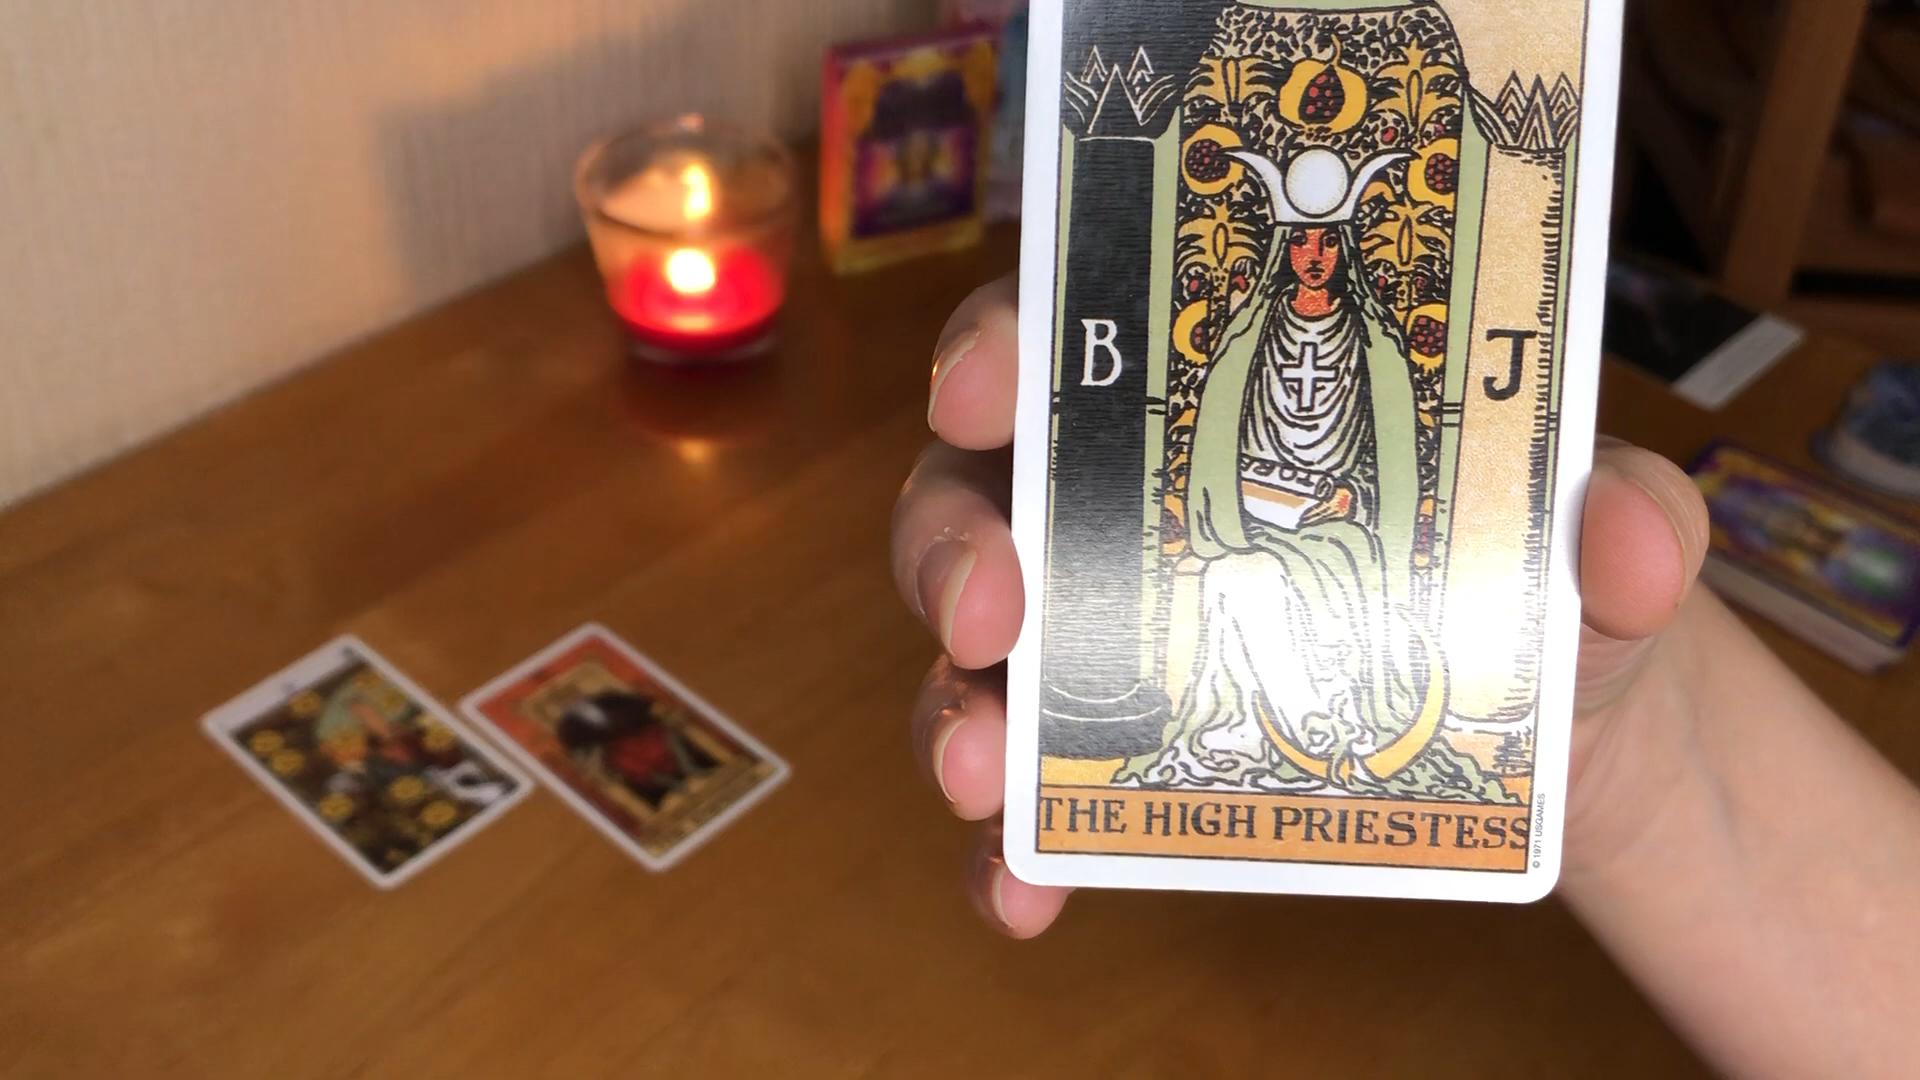 B
J
TORA
THE HIGH PRIESTESS
© 1971 USGAMES